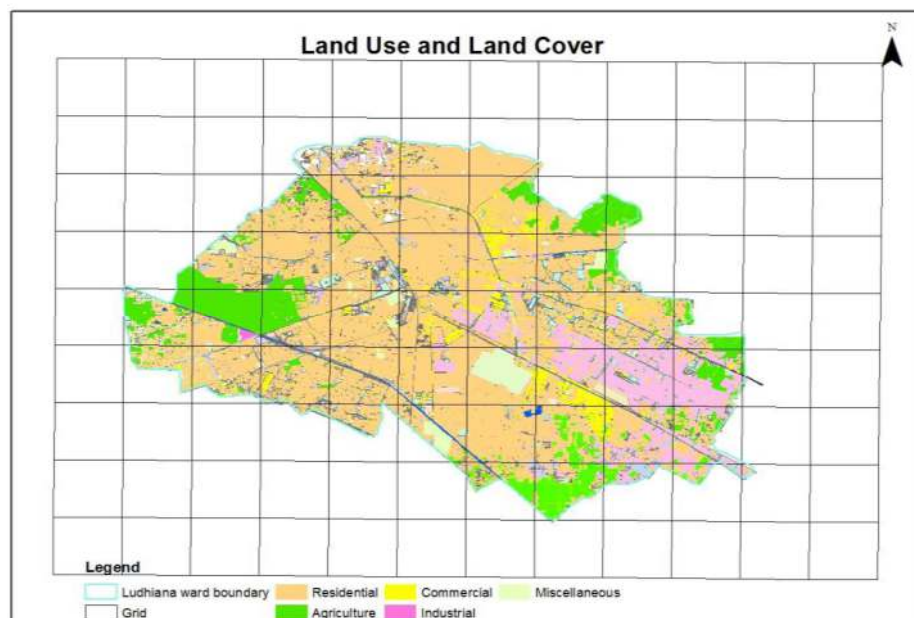 N
Land Use and Land Cover
Legend
Ludhiana ward boundary Residential Commercial Miscellaneous
Grid Agriculture Industrial